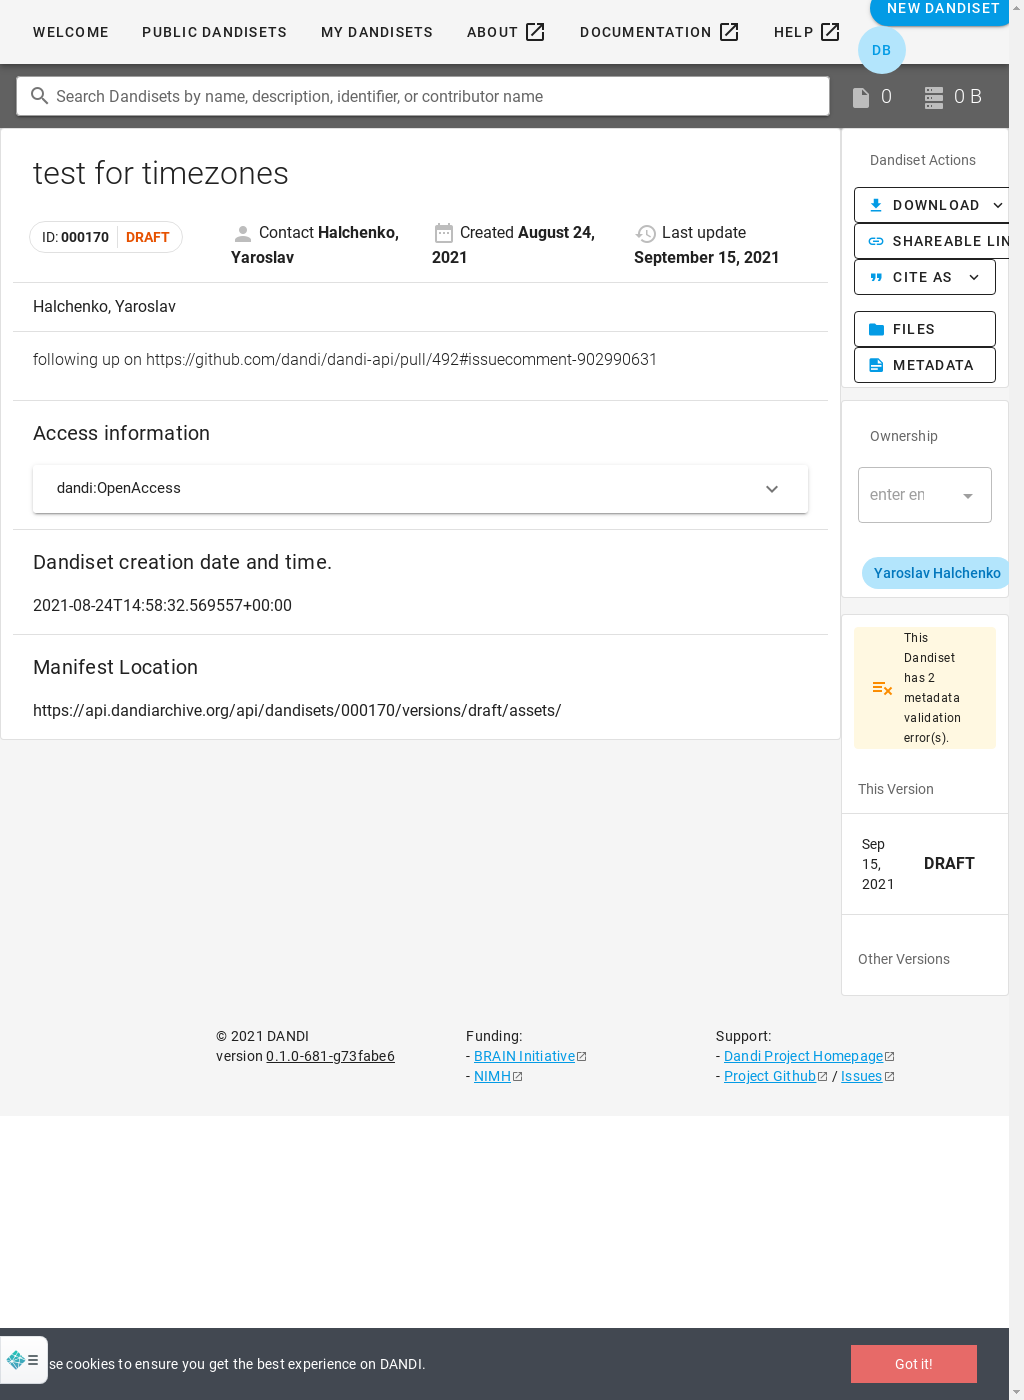 WELCOME PUBLIC DANDISETS MY DANDISETS ABOUT DOCUMENTATION HELP NEW DANDISET
DB
Search Dandisets by name, description, identifier, or contributor name 0 0 B
test for timezones
ID: 000170 DRAFT
Contact Halchenko,
Yaroslav
Created August 24,
2021
Last update
September 15, 2021
Halchenko, Yaroslav
following up on https://github.com/dandi/dandi-api/pull/492#issuecomment-902990631
Access information
dandi:OpenAccess
Dandiset creation date and time.
2021-08-24T14:58:32.569557+00:00
Manifest Location
https://api.dandiarchive.org/api/dandisets/000170/versions/draft/assets/
Dandiset Actions
DOWNLOAD
SHAREABLE LIN
CITE AS
FILES
METADATA
Ownership
enter en
Yaroslav Halchenko
This
Dandiset
has 2
metadata
validation
error(s).
This Version
Sep
15,
2021
DRAFT
Other Versions
© 2021 DANDI
version 0.1.0-681-g73fabe6
Funding:
- BRAIN Initiative
- NIMH
Support:
- Dandi Project Homepage
- Project Github / Issues
se cookies to ensure you get the best experience on DANDI.
Got it!